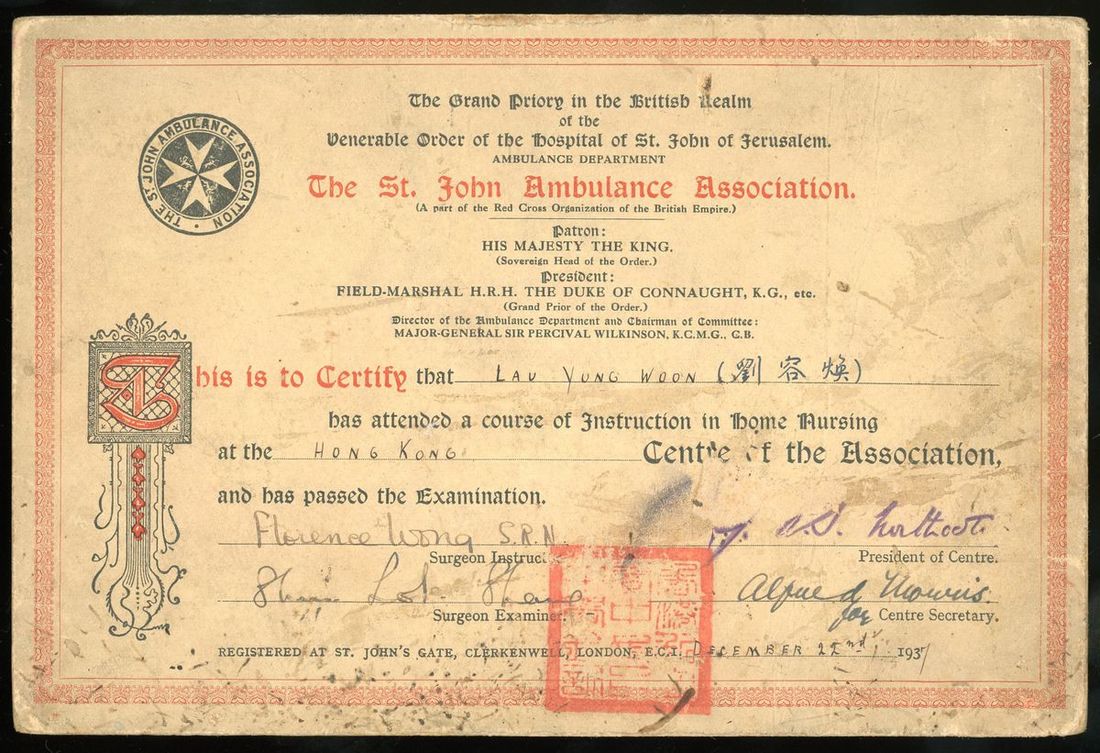 The Grand Priory in the British Realm
of the
Venerable Order of the Hospital of St. John of Jerusalem.
AMBULANCE DEPARTMENT
The St. John Ambulance Association.
(A part of the Red Cross Organization of the British Empire.)
THE ST. JOHN AMBULANCE ASSOCIATION
Patron:
HIS MAJESTY THE KING.
(Sovereign Head of the Order.)
President:
FIELD-MARSHAL H.R.H. THE DUKE OF CONNAUGHT, K.G., etc.
(Grand Prior of the Order.)
Director of the Ambulance Department and Chairman of Committee:
MAJOR-GENERAL SIR PERCIVAL WILKINSON, K.C.M.G., C.B.
This is to Certify that LAU YUNG WOON (劉容煥)
has attended a course of Instruction in Home Nursing
at the HONG KONG Centre of the Association,
and has passed the Examination.
Florence Wong S.R.N. Northcote
Surgeon Instructor President of Centre.
Alfred Morris
Surgeon Examiner. for Centre Secretary.
REGISTERED AT ST. JOHN'S GATE, CLERKENWELL, LONDON, E.C.1, DECEMBER 22nd, 1937